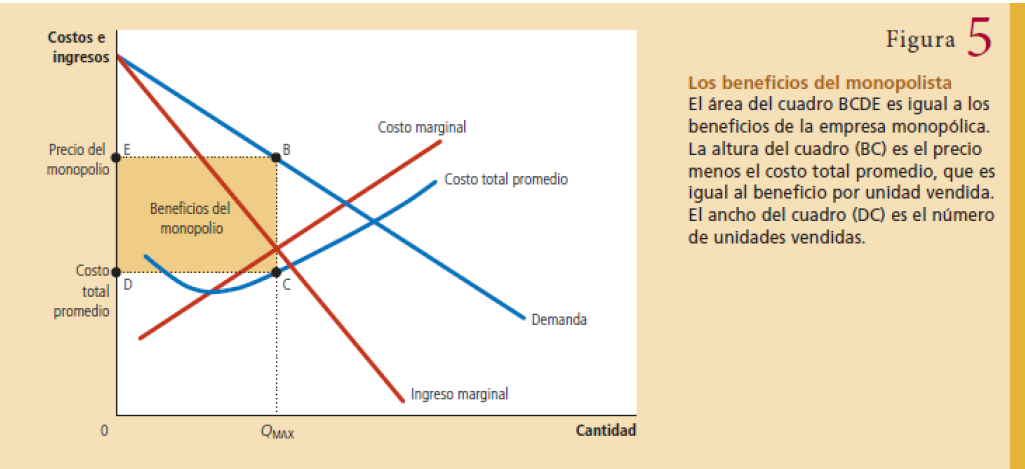 Figura 5
Los beneficios del monopolista
El área del cuadro BCDE es igual a los
beneficios de la empresa monopólica.
La altura del cuadro (BC) es el precio
menos el costo total promedio, que es
igual al beneficio por unidad vendida.
El ancho del cuadro (DC) es el número
de unidades vendidas.
Costos e
ingresos
Costo marginal
Precio del
monopolio
E
B
Costo total promedio
Beneficios del
monopolio
Costo
total
promedio
D
C
Demanda
Ingreso marginal
0
QMAX
Cantidad